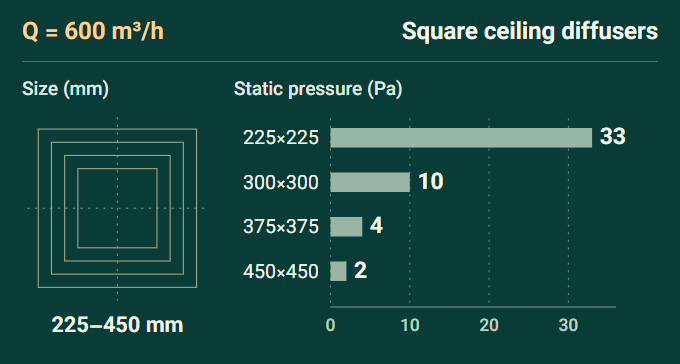 Q = 600 m³/h
Square ceiling diffusers
Size (mm)
Static pressure (Pa)
225×225 33
300×300 10
375×375 4
450×450 2
225–450 mm
0 10 20 30